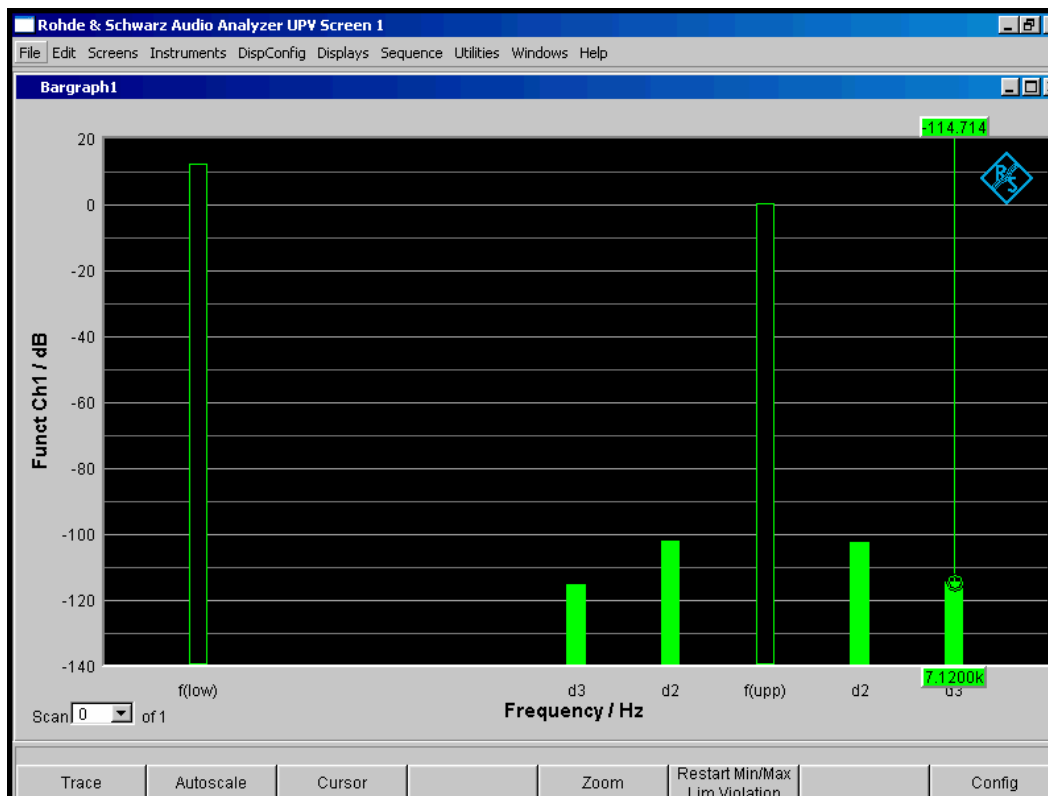 Rohde & Schwarz Audio Analyzer UPV Screen 1
File Edit Screens Instruments DispConfig Displays Sequence Utilities Windows Help
Bargraph1
-114.714
R S
20
0
-20
-40
-60
-80
-100
-120
-140
Funct Ch1 / dB
7.1200k
f(low) d3 d2 f(upp) d2 d3
Frequency / Hz
Scan 0 of 1
Trace Autoscale Cursor Zoom Restart Min/Max Lim Violation Config